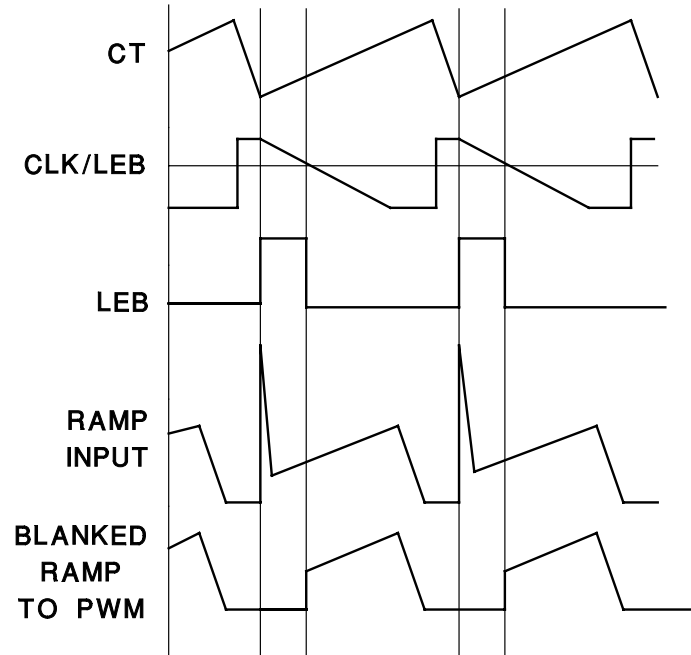 CT
CLK/LEB
LEB
RAMP
INPUT
BLANKED
RAMP
TO PWM